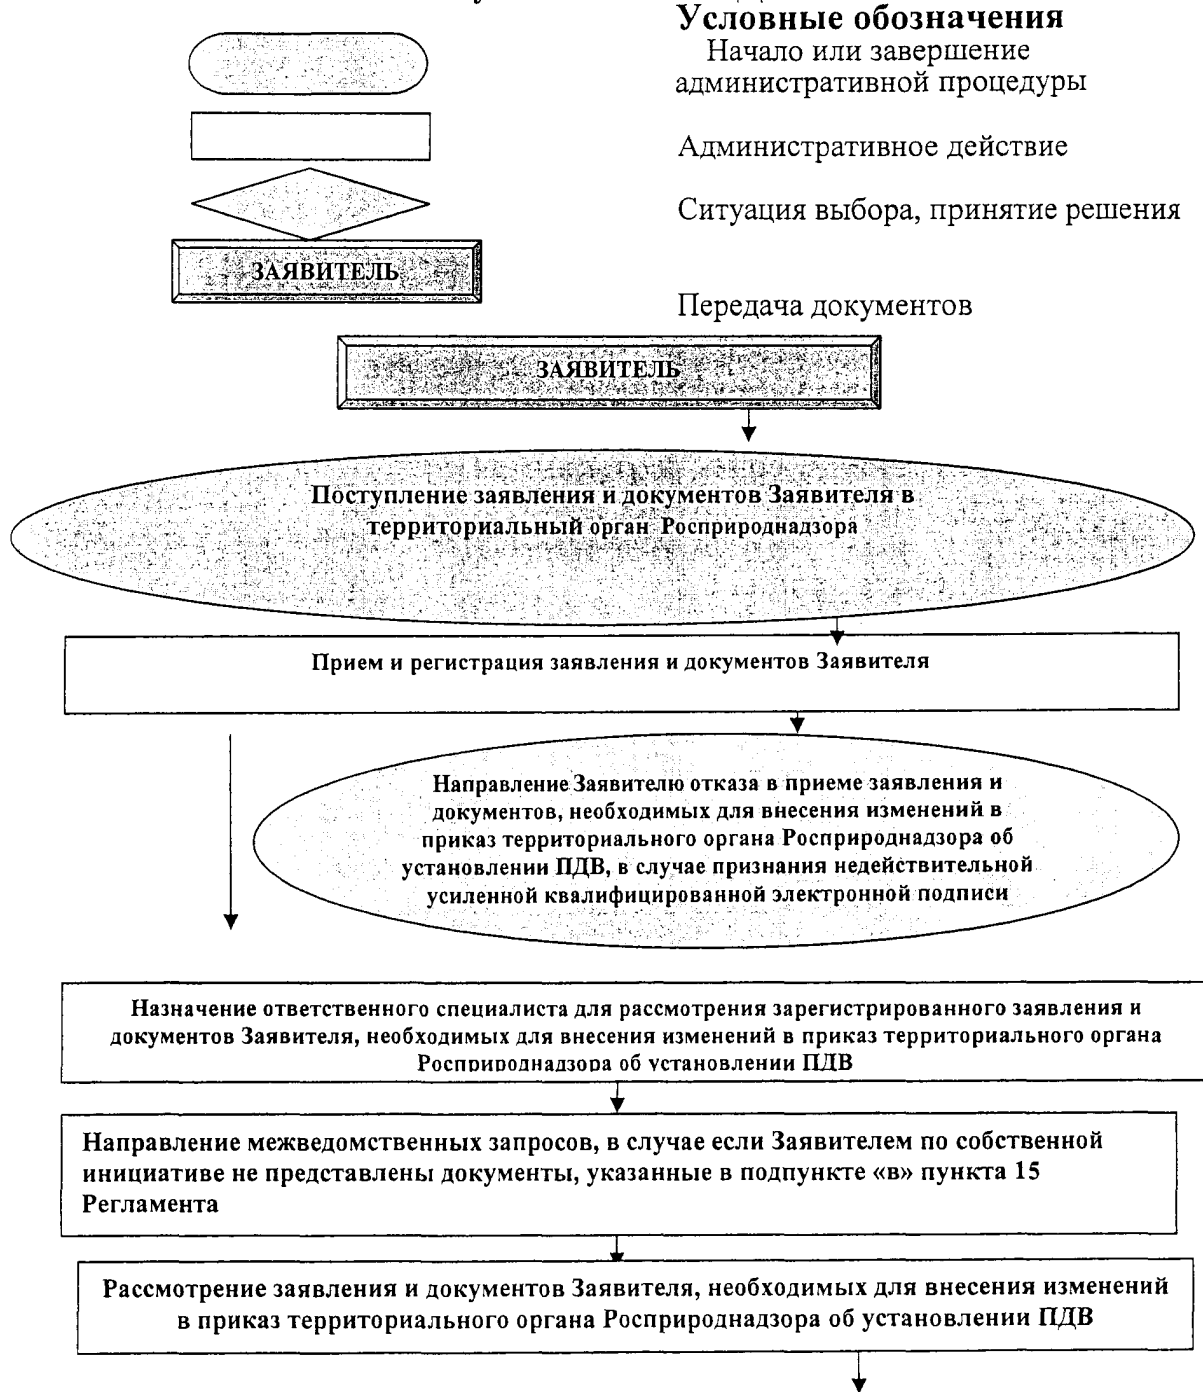 Условные обозначения
Начало или завершение
административной процедуры
Административное действие
Ситуация выбора, принятие решения
ЗАЯВИТЕЛЬ
Передача документов
ЗАЯВИТЕЛЬ
Поступление заявления и документов Заявителя в
территориальный орган Росприроднадзора
Прием и регистрация заявления и документов Заявителя
Направление Заявителю отказа в приеме заявления и
документов, необходимых для внесения изменений в
приказ территориального органа Росприроднадзора об
установлении ПДВ, в случае признания недействительной
усиленной квалифицированной электронной подписи
Назначение ответственного специалиста для рассмотрения зарегистрированного заявления и
документов Заявителя, необходимых для внесения изменений в приказ территориального органа
Росприроднадзора об установлении ПДВ
Направление межведомственных запросов, в случае если Заявителем по собственной
инициативе не представлены документы, указанные в подпункте «в» пункта 15
Регламента
Рассмотрение заявления и документов Заявителя, необходимых для внесения изменений
в приказ территориального органа Росприроднадзора об установлении ПДВ